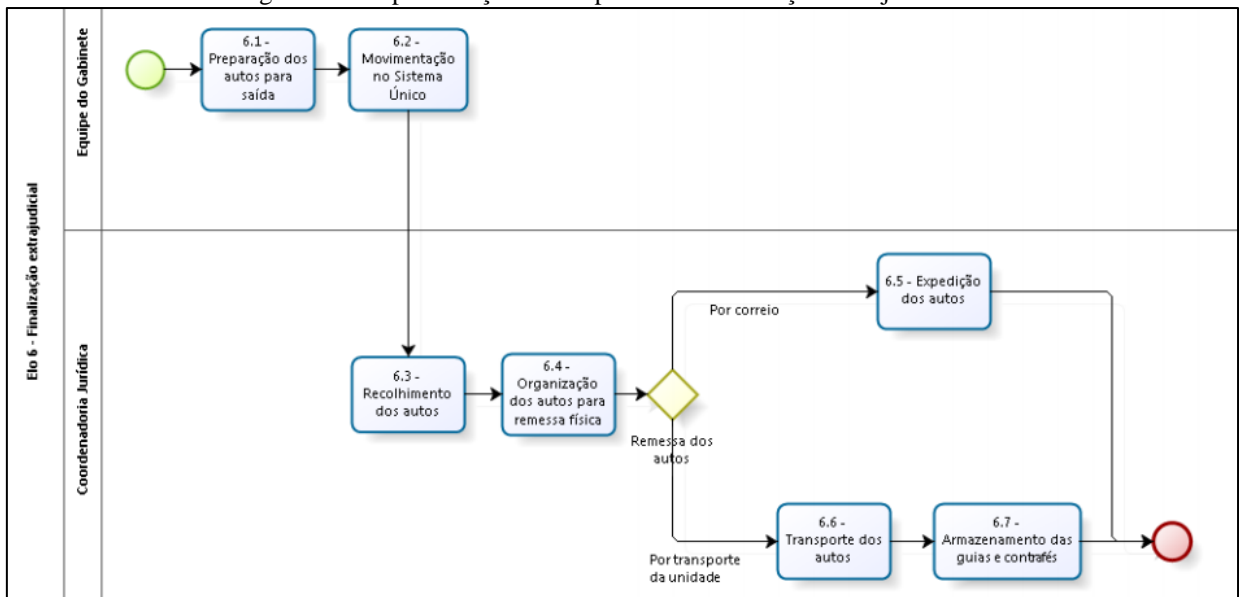 Elo 6 - Finalização extrajudicial
Equipe do Gabinete
6.1 -
Preparação dos
autos para
saída
6.2 -
Movimentação
no Sistema
Único
Coordenadoria Jurídica
6.3 -
Recolhimento
dos autos
6.4 -
Organização
dos autos para
remessa física
Remessa dos
autos
Por correio
6.5 - Expedição
dos autos
Por transporte
da unidade
6.6 -
Transporte dos
autos
6.7 -
Armazenamento das
guias e contrafés